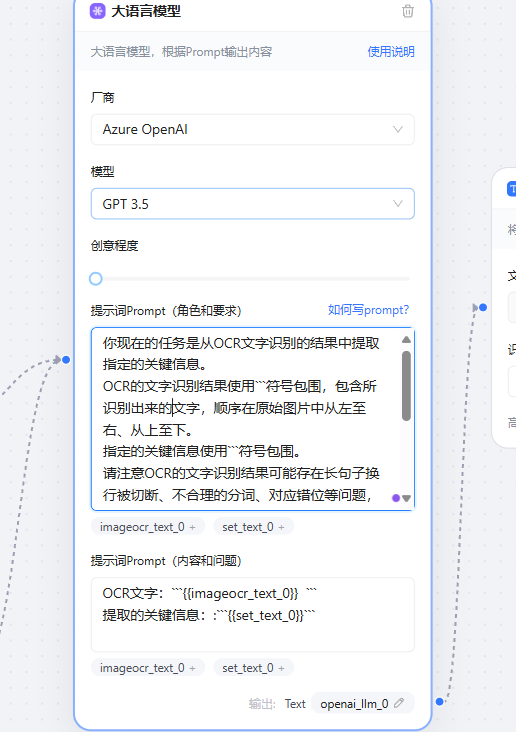 大语言模型
大语言模型，根据Prompt输出内容 使用说明
厂商
Azure OpenAI
模型
GPT 3.5
创意程度
提示词Prompt（角色和要求） 如何写prompt?
你现在的任务是从OCR文字识别的结果中提取
指定的关键信息。
OCR的文字识别结果使用```符号包围，包含所
识别出来的文字，顺序在原始图片中从左至
右、从上至下。
指定的关键信息使用```符号包围。
请注意OCR的文字识别结果可能存在长句子换
行被切断、不合理的分词、对应错位等问题，
imageocr_text_0 + set_text_0 +
提示词Prompt（内容和问题）
OCR文字：```{{imageocr_text_0}} ```
提取的关键信息：:```{{set_text_0}}```
imageocr_text_0 + set_text_0 +
输出: Text openai_llm_0